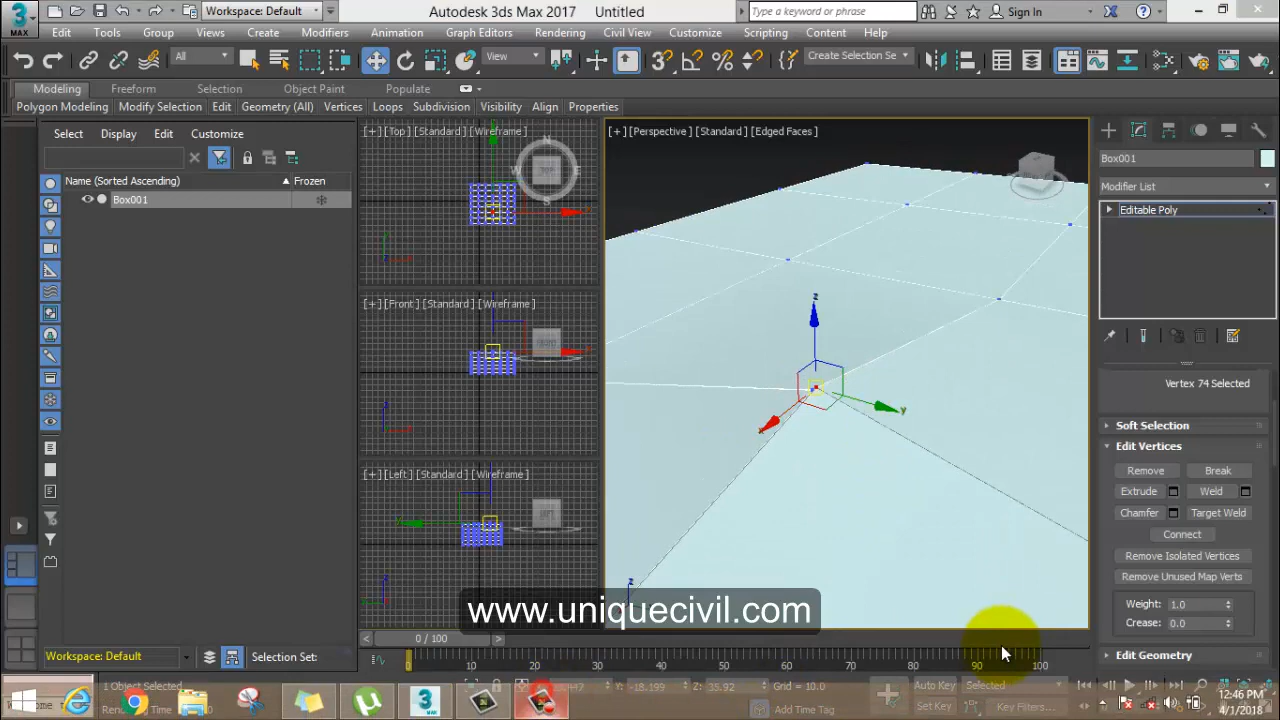 Workspace: Default
Autodesk 3ds Max 2017 Untitled
Type a keyword or phrase
Sign In
MAX
Edit Tools Group Views Create Modifiers Animation Graph Editors Rendering Civil View Customize Scripting Content Help
All
View
Create Selection Se
Modeling Freeform Selection Object Paint Populate
Polygon Modeling Modify Selection Edit Geometry (All) Vertices Loops Subdivision Visibility Align Properties
Select Display Edit Customize
[+] [Top] [Standard] [Wireframe]
[+] [Perspective] [Standard] [Edged Faces]
Name (Sorted Ascending) Frozen
Box001
Box001
Modifier List
Editable Poly
[+] [Front] [Standard] [Wireframe]
[+] [Left] [Standard] [Wireframe]
Vertex 74 Selected
Soft Selection
Edit Vertices
Remove Break
Extrude Weld
Chamfer Target Weld
Connect
Remove Isolated Vertices
Remove Unused Map Verts
Weight: 1.0
Crease: 0.0
Edit Geometry
www.uniquecivil.com
0 / 100
Workspace: Default
Selection Set:
0 10 20 30 40 50 60 70 80 90 100
1 Object Selected
Y: -18.199 Z: 35.92 Grid = 10.0
Add Time Tag
Auto Key Selected
Set Key Key Filters...
12:46 PM
4/1/2018